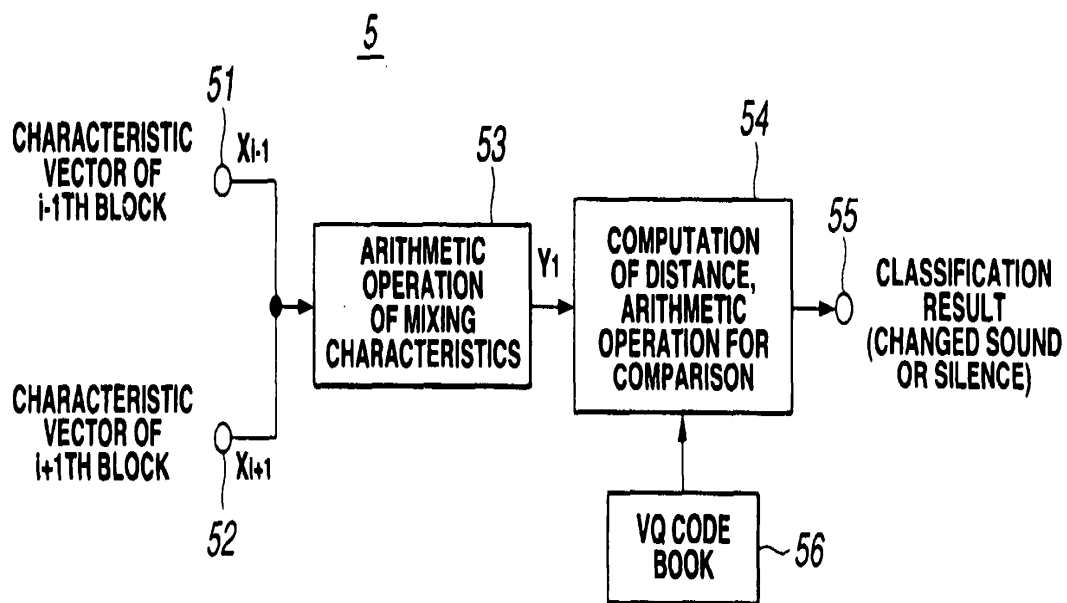 5
51
CHARACTERISTIC
VECTOR OF
i-1TH BLOCK
Xi-1
53
ARITHMETIC
OPERATION
OF MIXING
CHARACTERISTICS
Y1
54
COMPUTATION
OF DISTANCE,
ARITHMETIC
OPERATION FOR
COMPARISON
55
CLASSIFICATION
RESULT
(CHANGED SOUND
OR SILENCE)
CHARACTERISTIC
VECTOR OF
i+1TH BLOCK
Xi+1
52
VQ CODE
BOOK
56